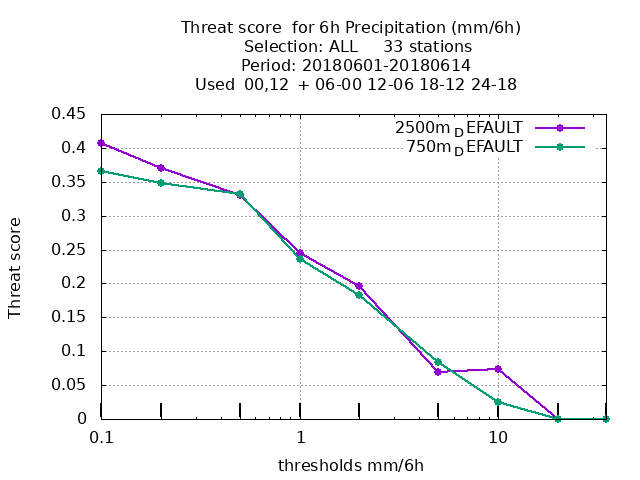 Threat score  for 6h Precipitation (mm/6h)
Selection: ALL     33 stations
Period: 20180601-20180614
Used  00,12  + 06-00 12-06 18-12 24-18
2500m_DEFAULT
750m_DEFAULT
Threat score
0.45
0.4
0.35
0.3
0.25
0.2
0.15
0.1
0.05
0
0.1 1 10
thresholds mm/6h